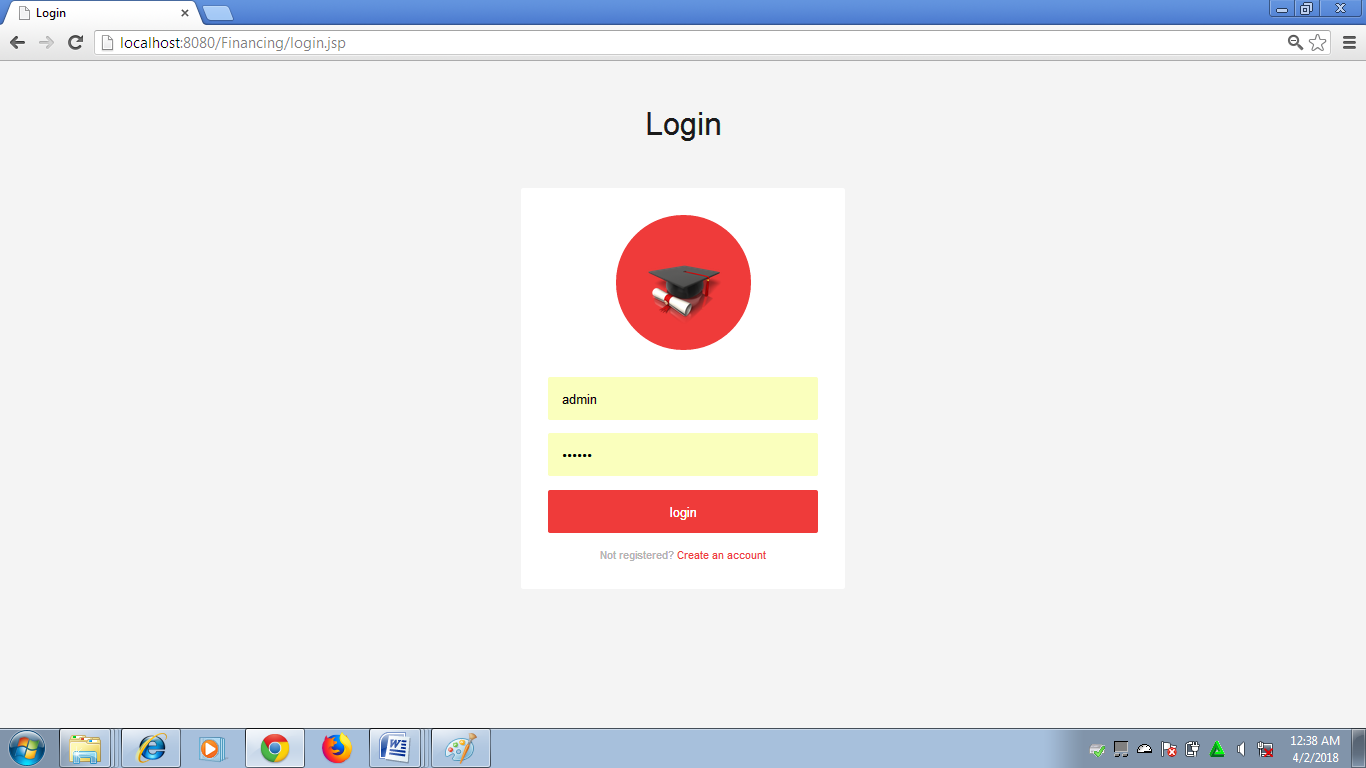 Login
localhost:8080/Financing/login.jsp
Login
admin
••••••
login
Not registered? Create an account
12:38 AM
4/2/2018